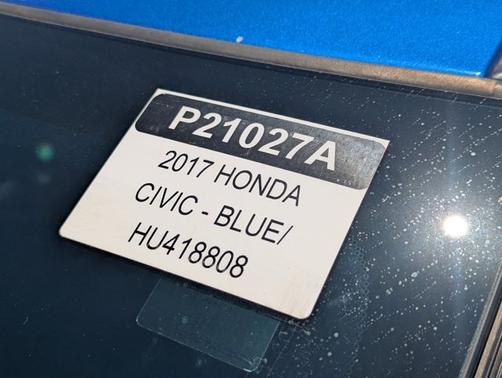 P21027A
2017 HONDA
CIVIC - BLUE/
HU418808